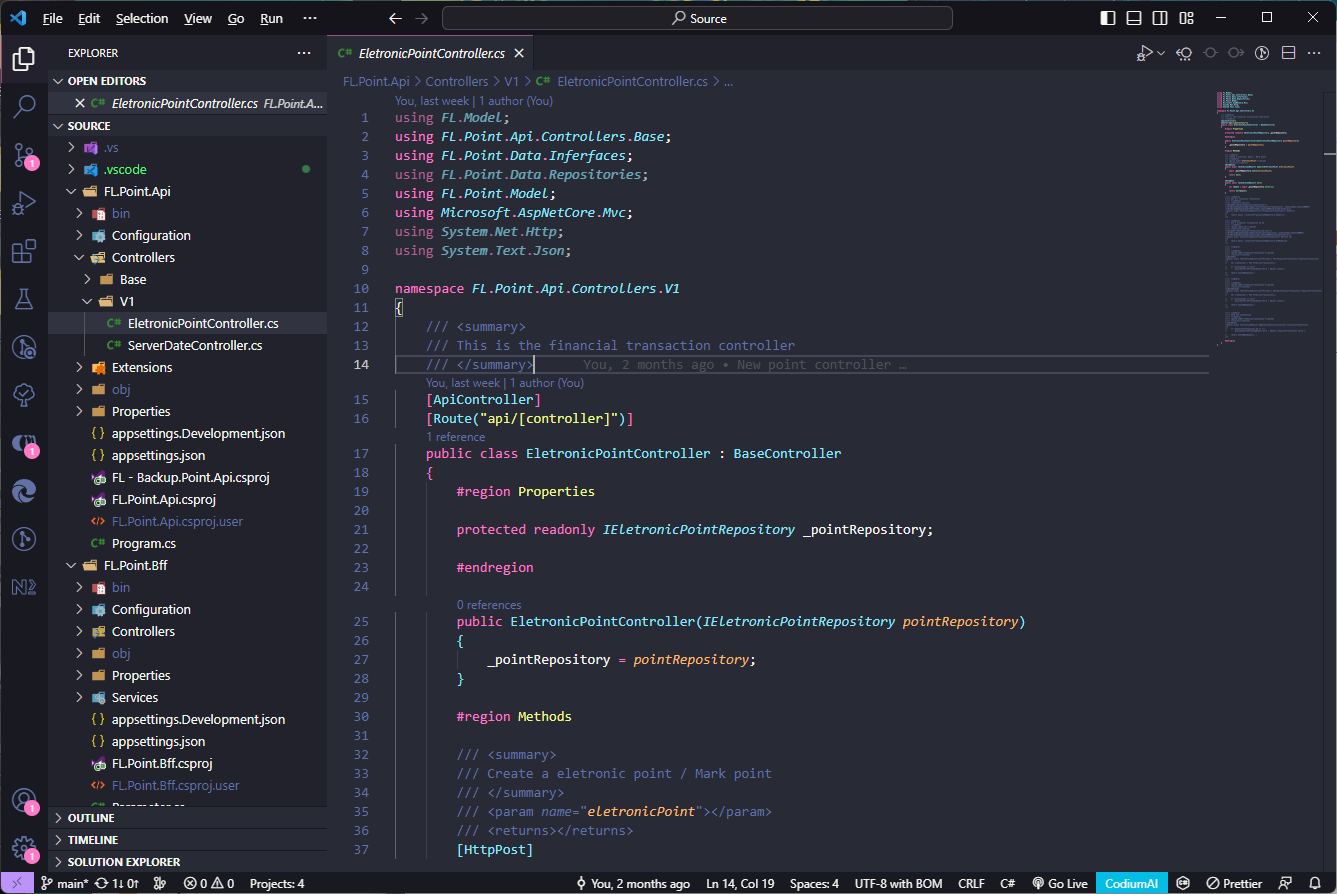 File Edit Selection View Go Run ···
Source
EXPLORER
OPEN EDITORS
EletronicPointController.cs FL.Point.A...
SOURCE
.vs
.vscode
FL.Point.Api
bin
Configuration
Controllers
Base
V1
EletronicPointController.cs
ServerDateController.cs
Extensions
obj
Properties
appsettings.Development.json
appsettings.json
FL - Backup.Point.Api.csproj
FL.Point.Api.csproj
FL.Point.Api.csproj.user
Program.cs
FL.Point.Bff
bin
Configuration
Controllers
obj
Properties
Services
appsettings.Development.json
appsettings.json
FL.Point.Bff.csproj
FL.Point.Bff.csproj.user
OUTLINE
TIMELINE
SOLUTION EXPLORER
C# EletronicPointController.cs
FL.Point.Api > Controllers > V1 > C# EletronicPointController.cs > ...
You, last week | 1 author (You)
1 using FL.Model;
2 using FL.Point.Api.Controllers.Base;
3 using FL.Point.Data.Inferfaces;
4 using FL.Point.Data.Repositories;
5 using FL.Point.Model;
6 using Microsoft.AspNetCore.Mvc;
7 using System.Net.Http;
8 using System.Text.Json;
9
10 namespace FL.Point.Api.Controllers.V1
11 {
12 /// <summary>
13 /// This is the financial transaction controller
14 /// </summary> You, 2 months ago • New point controller …
You, last week | 1 author (You)
15 [ApiController]
16 [Route("api/[controller]")]
1 reference
17 public class EletronicPointController : BaseController
18 {
19 #region Properties
20
21 protected readonly IEletronicPointRepository _pointRepository;
22
23 #endregion
24
0 references
25 public EletronicPointController(IEletronicPointRepository pointRepository)
26 {
27 _pointRepository = pointRepository;
28 }
29
30 #region Methods
31
32 /// <summary>
33 /// Create a eletronic point / Mark point
34 /// </summary>
35 /// <param name="eletronicPoint"></param>
36 /// <returns></returns>
37 [HttpPost]
main* 1↓ 0↑ 0 0 Projects: 4 You, 2 months ago Ln 14, Col 19 Spaces: 4 UTF-8 with BOM CRLF C# Go Live CodiumAI Prettier